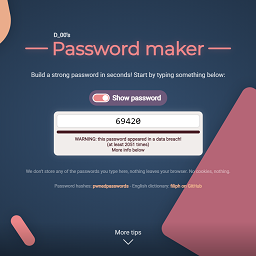 D_00's
Password maker
Build a strong password in seconds! Start by typing something below:
Show password
69420
WARNING: this password appeared in a data breach!
(at least 2051 times)
More info below
We don't store any of the passwords you type here, nothing leaves your browser. No cookies, nothing.
Password hashes: pwnedpasswords - English dictionary: filiph on GitHub
More tips